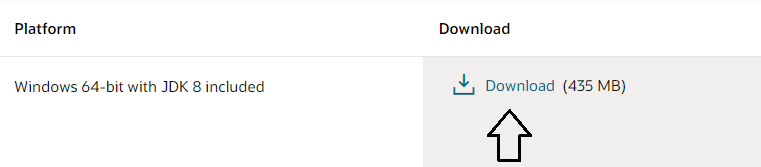 Platform Download
Windows 64-bit with JDK 8 included Download (435 MB)